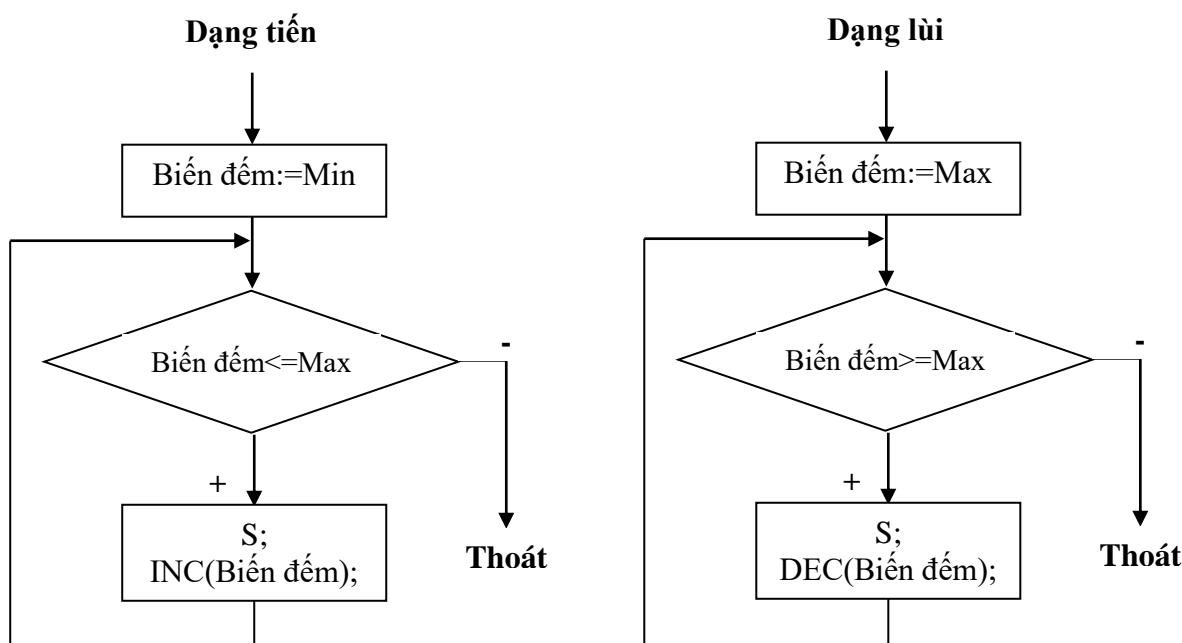 Dạng tiến
Biến đếm:=Min
Biến đếm<=Max
-
+
S;
INC(Biến đếm);
Thoát
Dạng lùi
Biến đếm:=Max
Biến đếm>=Max
-
+
S;
DEC(Biến đếm);
Thoát